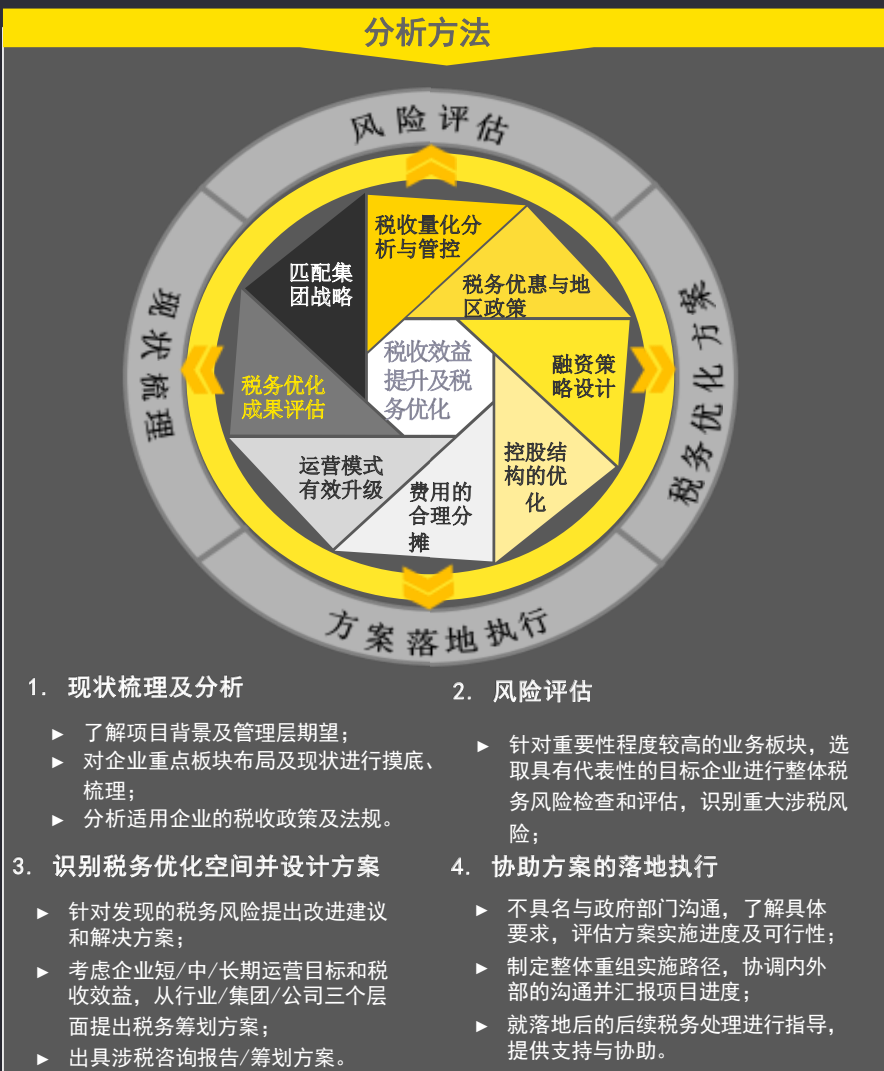 分析方法
风险评估
现状梳理
税务优化方案
方案落地执行
税收量化分
析与管控
税务优惠与地
区政策
融资策
略设计
控股结
构的优
化
费用的
合理分
摊
运营模式
有效升级
税务优化
成果评估
匹配集
团战略
税收效益
提升及税
务优化
1. 现状梳理及分析
► 了解项目背景及管理层期望；
► 对企业重点板块布局及现状进行摸底、
梳理；
► 分析适用企业的税收政策及法规。
2. 风险评估
► 针对重要性程度较高的业务板块，选
取具有代表性的目标企业进行整体税
务风险检查和评估，识别重大涉税风
险；
3. 识别税务优化空间并设计方案
► 针对发现的税务风险提出改进建议
和解决方案；
► 考虑企业短/中/长期运营目标和税
收效益，从行业/集团/公司三个层
面提出税务筹划方案；
► 出具涉税咨询报告/筹划方案。
4. 协助方案的落地执行
► 不具名与政府部门沟通，了解具体
要求，评估方案实施进度及可行性；
► 制定整体重组实施路径，协调内外
部的沟通并汇报项目进度；
► 就落地后的后续税务处理进行指导，
提供支持与协助。